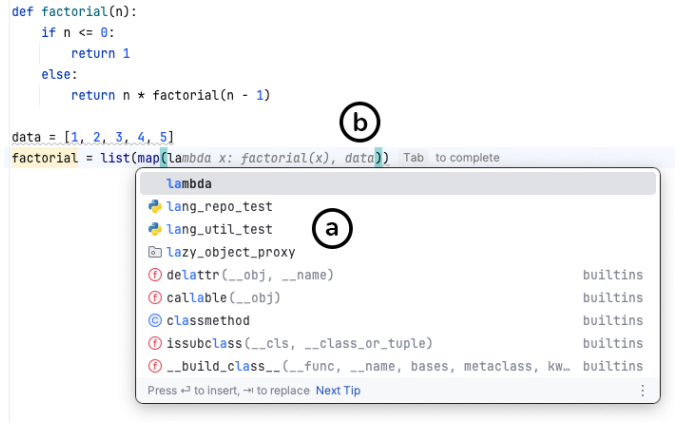 def factorial(n):
    if n <= 0:
        return 1
    else:
        return n * factorial(n - 1)
b
data = [1, 2, 3, 4, 5]
factorial = list(map(lambda x: factorial(x), data)) Tab to complete
lambda
lang_repo_test
lang_util_test
a
lazy_object_proxy
delattr(__obj, __name) builtins
callable(__obj) builtins
classmethod builtins
issubclass(__cls, __class_or_tuple) builtins
__build_class__(__func, __name, bases, metaclass, kw… builtins
Press ↵ to insert, ⇥ to replace Next Tip